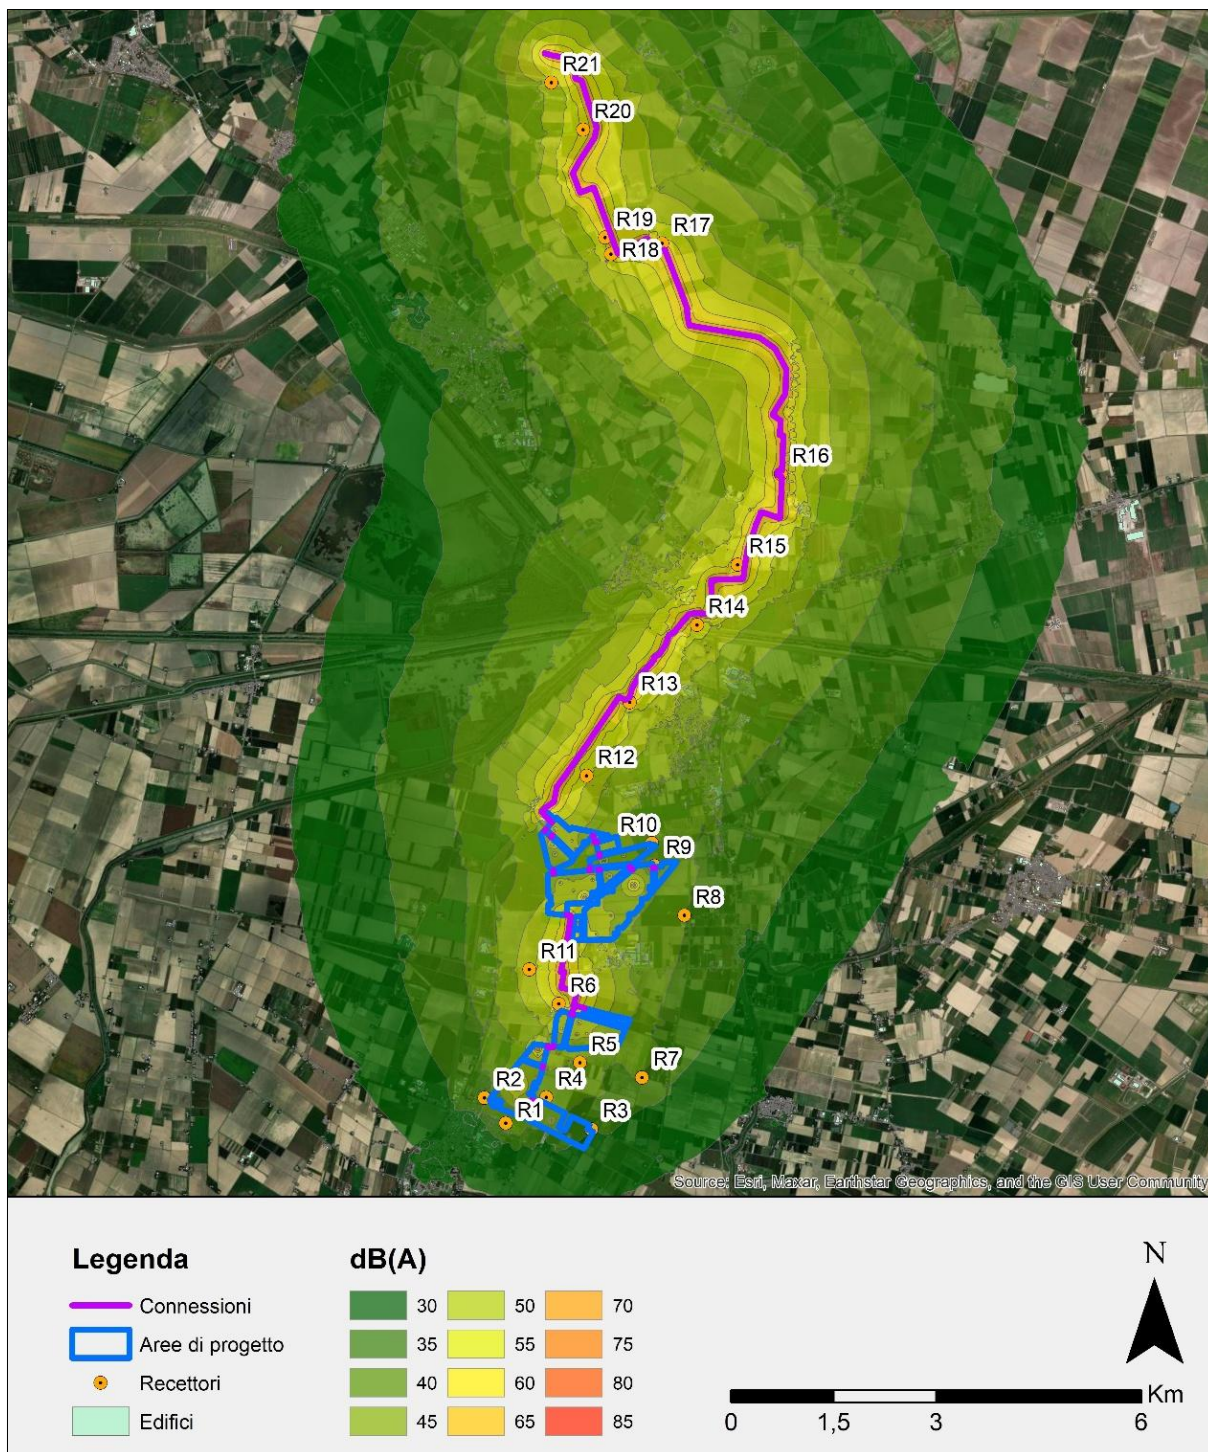 R21
R20
R19
R17
R18
R16
R15
R14
R13
R12
R10
R9
R8
R11
R6
R5
R7
R2
R4
R1
R3
Source: Esri, Maxar, Earthstar Geographics, and the GIS User Community
Legenda
Connessioni
Aree di progetto
Recettori
Edifici
dB(A)
30
50
70
35
55
75
40
60
80
45
65
85
N
Km
0
1,5
3
6